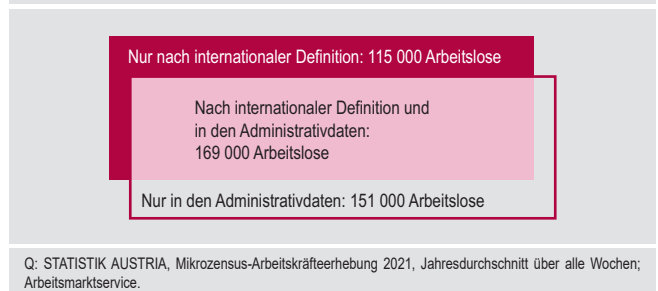 Nur nach internationaler Definition: 115 000 Arbeitslose
Nach internationaler Definition und
in den Administrativdaten:
169 000 Arbeitslose
Nur in den Administrativdaten: 151 000 Arbeitslose
Q: STATISTIK AUSTRIA, Mikrozensus-Arbeitskräfteerhebung 2021, Jahresdurchschnitt über alle Wochen;
Arbeitsmarktservice.